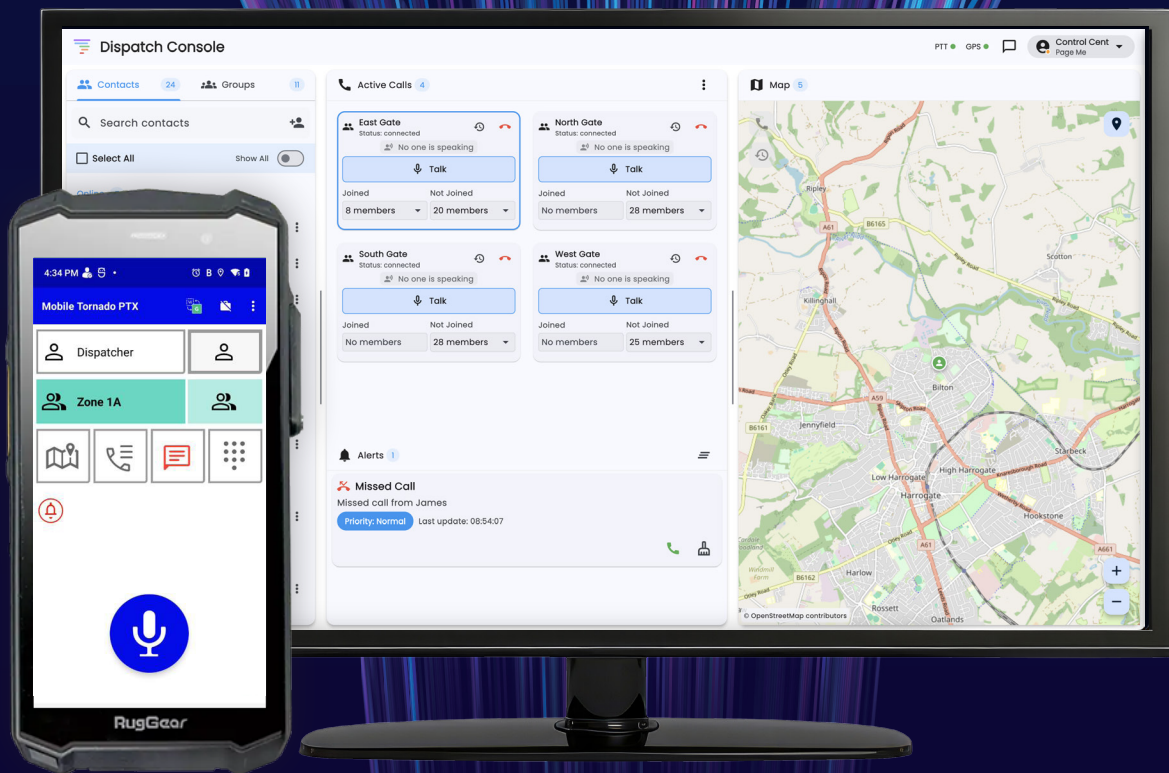 Dispatch Console
PTT
GPS
Control Cent
Page Me
Contacts 24
Groups 11
Search contacts
Select All
Show All
Online
Active Calls 4
East Gate
Status: connected
No one is speaking
Talk
Joined
Not Joined
8 members
20 members
North Gate
Status: connected
No one is speaking
Talk
Joined
Not Joined
No members
28 members
South Gate
Status: connected
No one is speaking
Talk
Joined
Not Joined
No members
28 members
West Gate
Status: connected
No one is speaking
Talk
Joined
Not Joined
No members
25 members
Alerts 1
Missed Call
Missed call from James
Priority: Normal
Last update: 08:54:07
Map 5
Ripley
A61
B6165
Scotton
Killinghall
Bilton
A59
B6161
Jennyfield
Starbeck
Low Harrogate
High Harrogate
Harrogate
Hookstone
A61
A661
Harlow
B6162
Rossett
Oatlands
+
−
© OpenStreetMap contributors
4:34 PM
Mobile Tornado PTX
Dispatcher
Zone 1A
RugGear